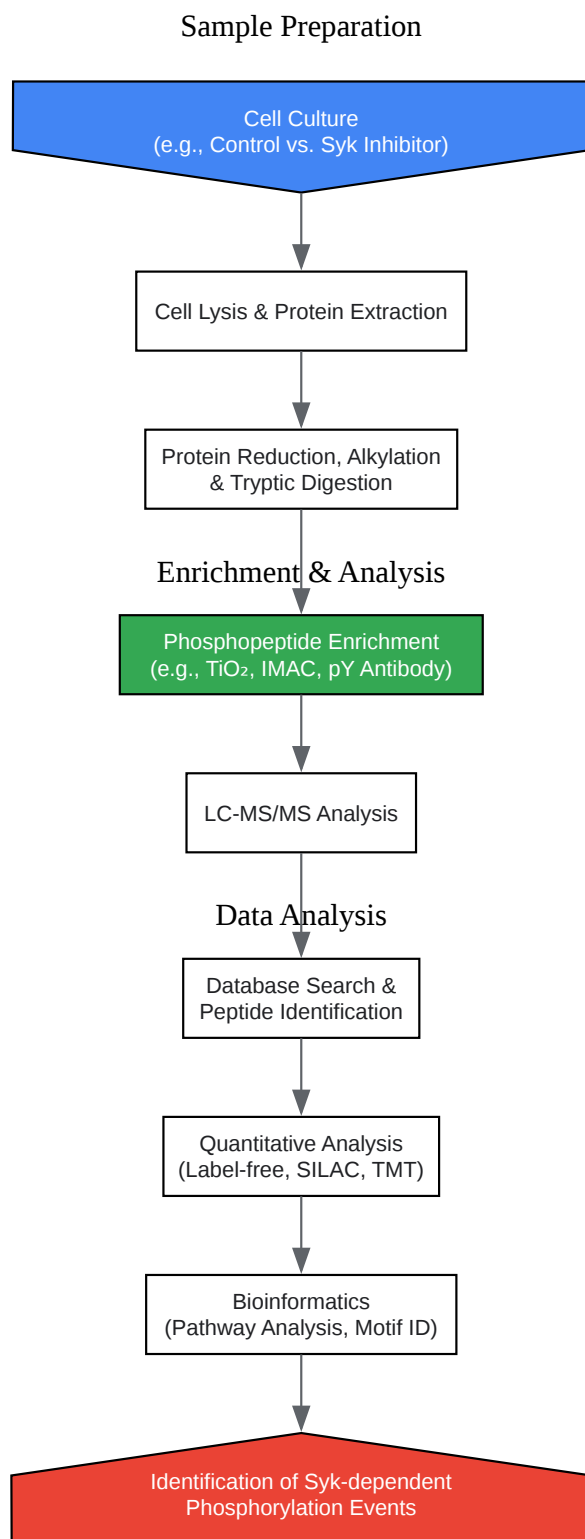 Sample Preparation
Cell Culture
(e.g., Control vs. Syk Inhibitor)
Cell Lysis & Protein Extraction
Protein Reduction, Alkylation
& Tryptic Digestion
Enrichment & Analysis
Phosphopeptide Enrichment
(e.g., TiO₂, IMAC, pY Antibody)
LC-MS/MS Analysis
Data Analysis
Database Search &
Peptide Identification
Quantitative Analysis
(Label-free, SILAC, TMT)
Bioinformatics
(Pathway Analysis, Motif ID)
Identification of Syk-dependent
Phosphorylation Events